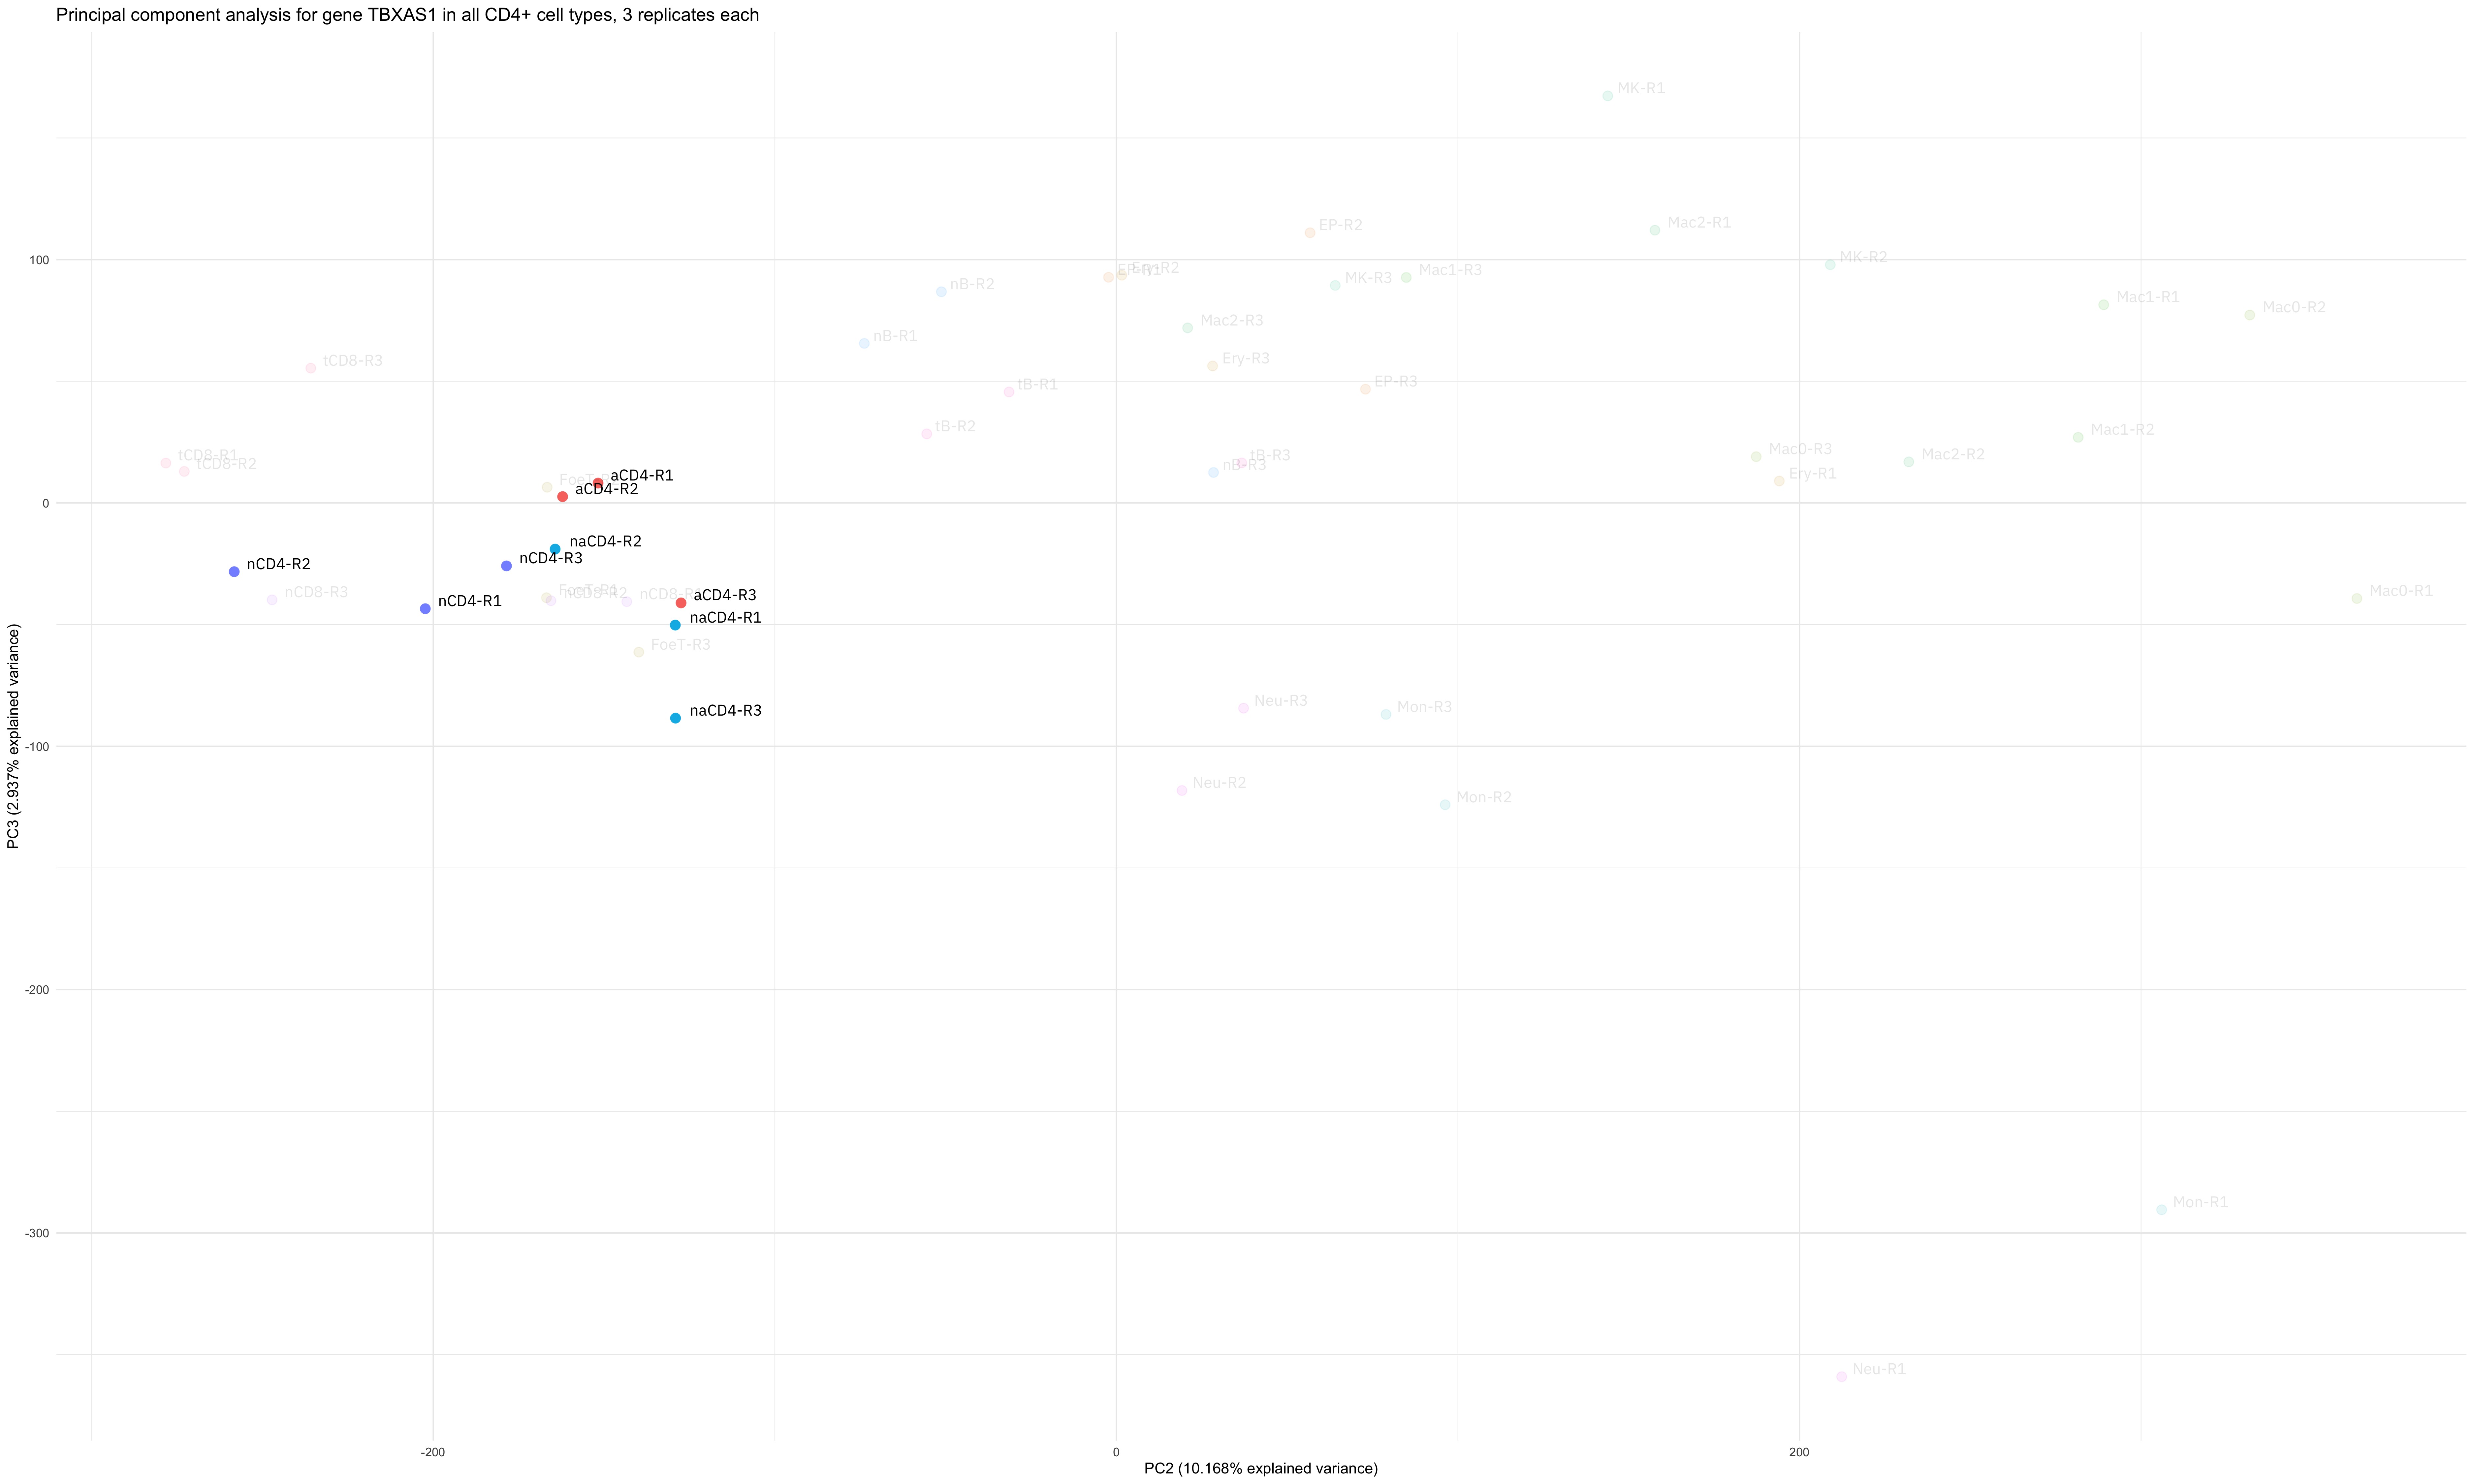 Principal component analysis for gene TBXAS1 in all CD4+ cell types, 3 replicates each
MK-R1
Mac2-R1
EP-R2
MK-R2
EP-R1
Ery-R2
Mac1-R3
MK-R3
nB-R2
Mac1-R1
Mac0-R2
Mac2-R3
nB-R1
tCD8-R3
Ery-R3
EP-R3
tB-R1
tB-R2
Mac1-R2
tCD8-R1
tCD8-R2
Mac0-R3
Mac2-R2
tB-R3
nB-R3
Ery-R1
aCD4-R1
aCD4-R2
naCD4-R2
nCD4-R3
nCD4-R2
nCD8-R3
nCD4-R1
FoeT-R1
nCD8-R2
aCD4-R3
Mac0-R1
naCD4-R1
FoeT-R3
naCD4-R3
Neu-R3
Mon-R3
Neu-R2
Mon-R2
Mon-R1
Neu-R1
100
0
-100
-200
-300
PC3 (2.937% explained variance)
-200
0
200
PC2 (10.168% explained variance)